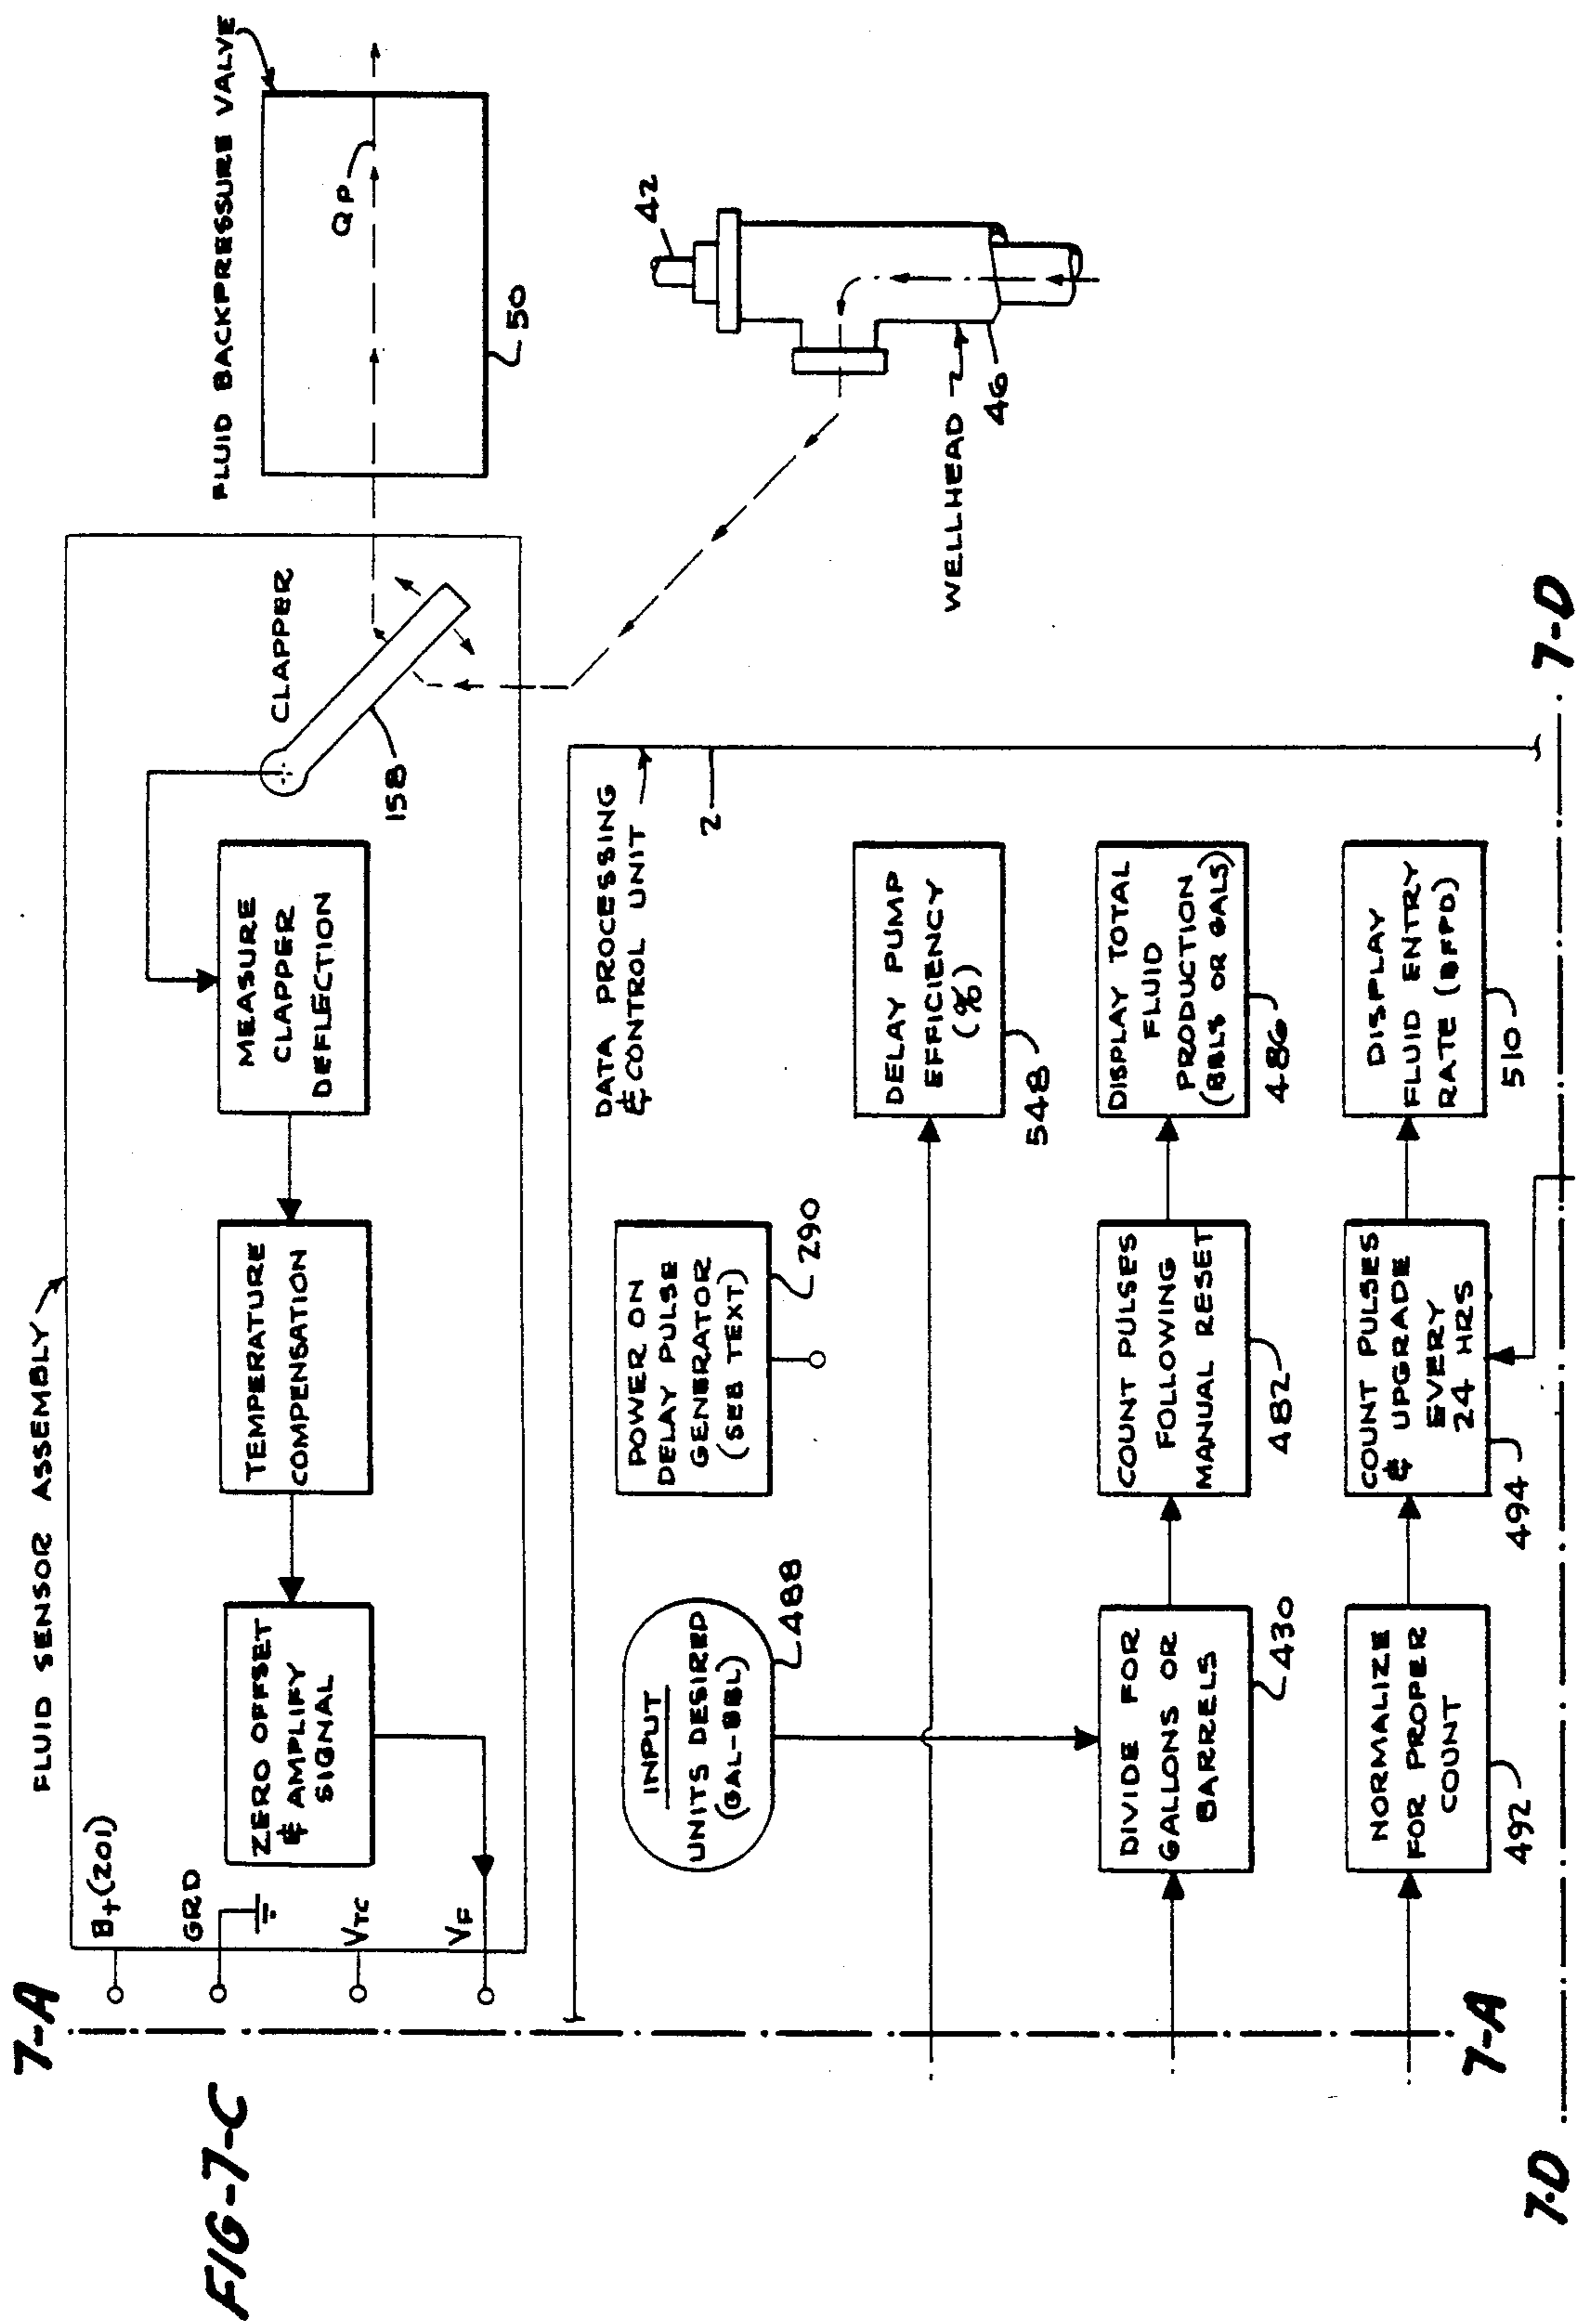 FIG-7-C
7-A
FLUID SENSOR ASSEMBLY
B+(201)
GRD
VTC
VF
ZERO OFFSET
& AMPLIFY
SIGNAL
TEMPERATURE
COMPENSATION
MEASURE
CLAPPER
DEFLECTION
CLAPPER
158
FLUID BACKPRESSURE VALVE
QP
50
42
WELLHEAD
46
DATA PROCESSING
& CONTROL UNIT
2
INPUT
UNITS DESIRED
(GAL-BBL)
488
POWER ON
DELAY PULSE
GENERATOR
(SEE TEXT)
290
DELAY PUMP
EFFICIENCY
(%)
548
DIVIDE FOR
GALLONS OR
BARRELS
430
COUNT PULSES
FOLLOWING
MANUAL RESET
482
DISPLAY TOTAL
FLUID
PRODUCTION
(BBLS OR GALS)
486
NORMALIZE
FOR PROPER
COUNT
492
COUNT PULSES
& UPGRADE
EVERY
24 HRS
494
DISPLAY
FLUID ENTRY
RATE (BFPD)
510
7-A
7-D
7-D